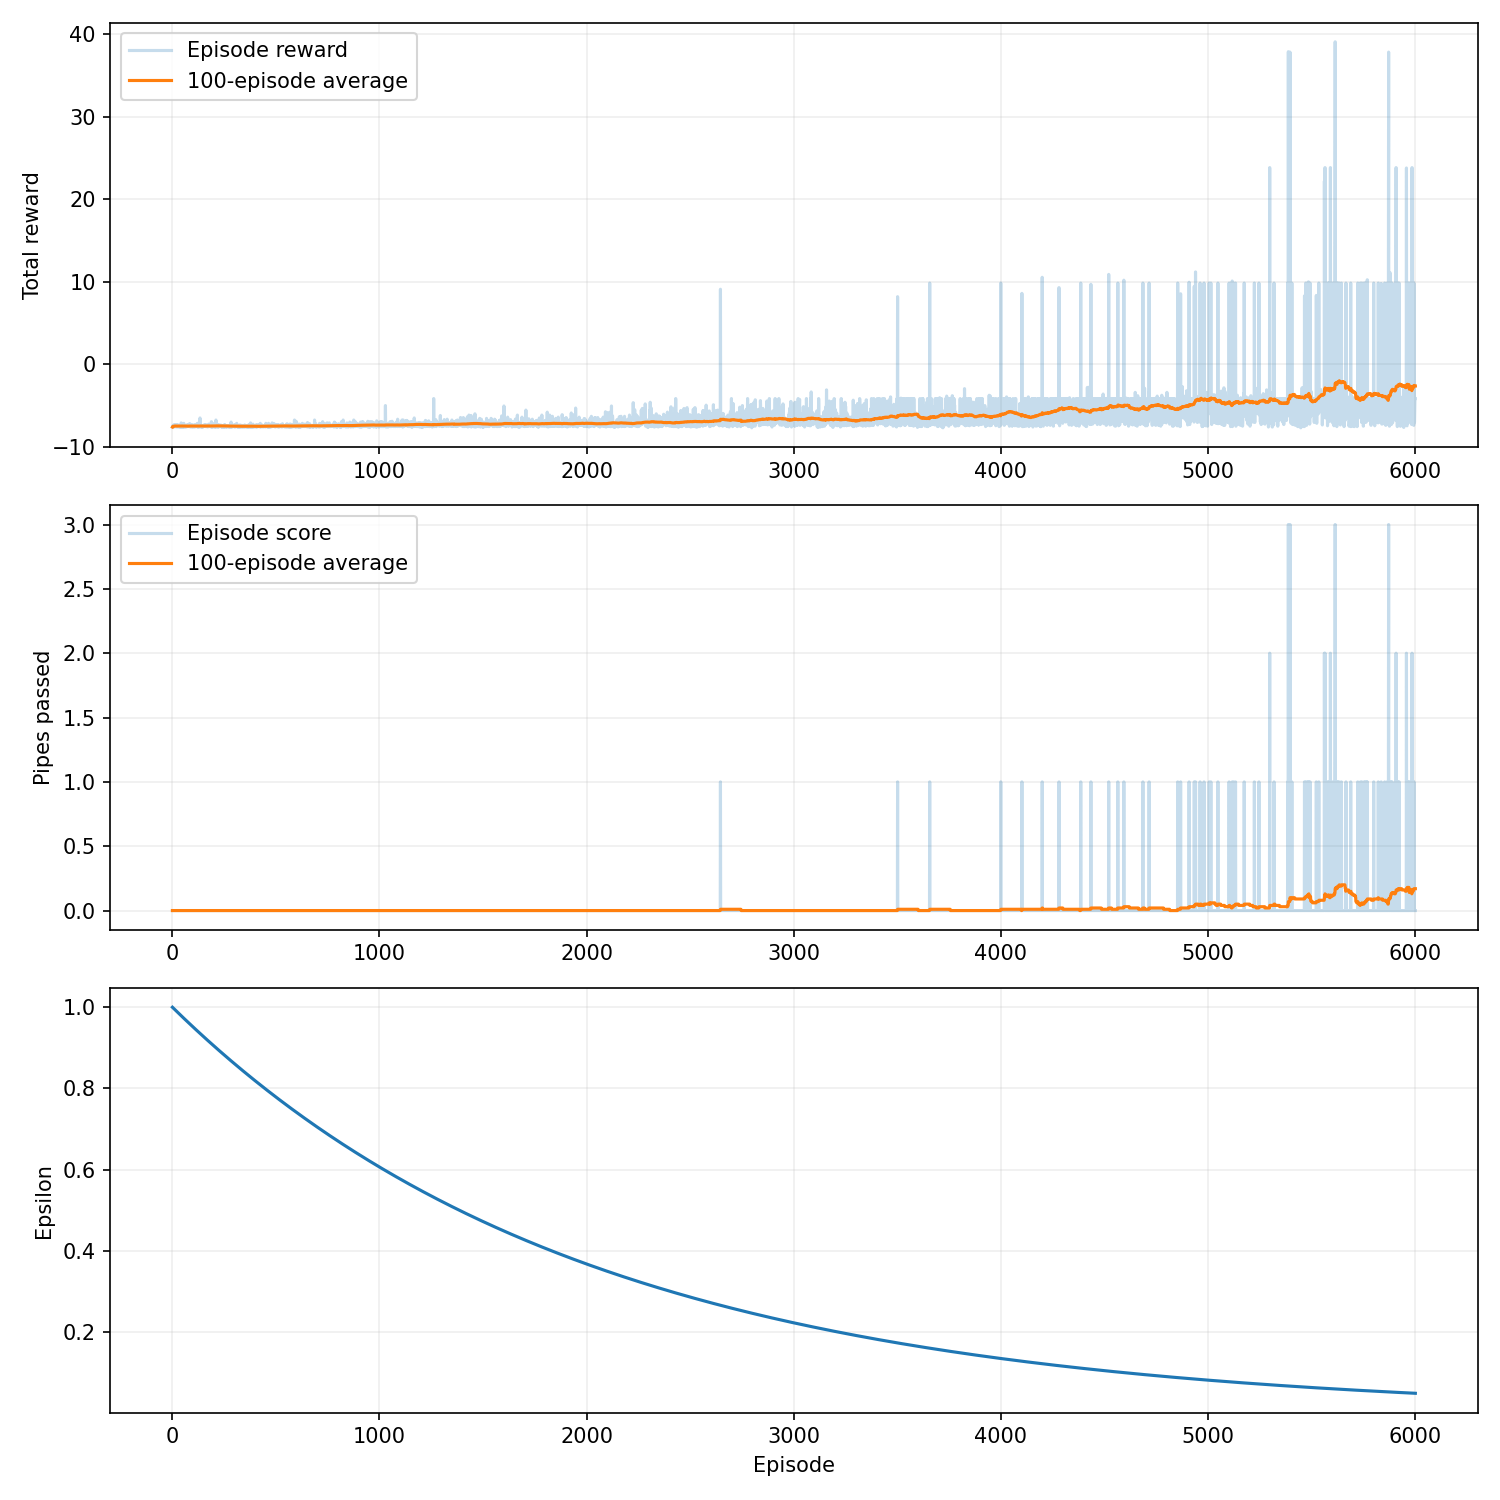 Episode reward
100-episode average
Total reward
40
30
20
10
0
−10
0 1000 2000 3000 4000 5000 6000
Episode score
100-episode average
Pipes passed
3.0
2.5
2.0
1.5
1.0
0.5
0.0
0 1000 2000 3000 4000 5000 6000
Epsilon
1.0
0.8
0.6
0.4
0.2
0 1000 2000 3000 4000 5000 6000
Episode